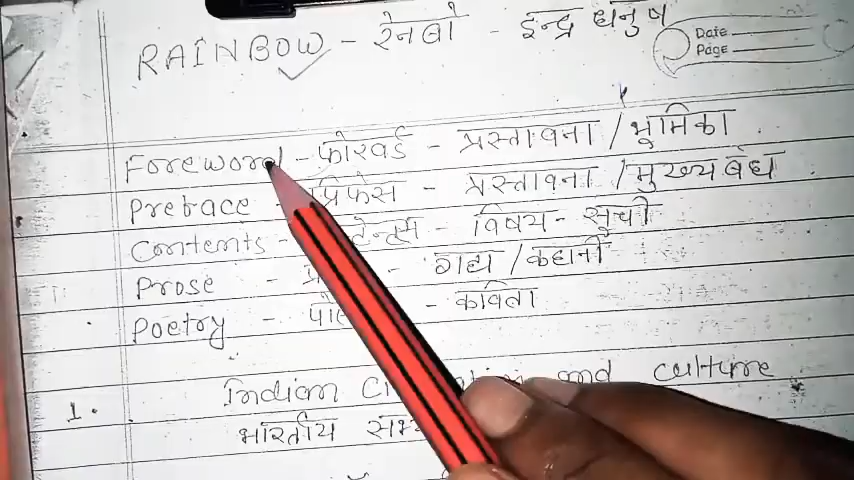 RAINBOW - रेनबो - इन्द्र धनुष
Date
Page
Foreword - फोरवर्ड - प्रस्तावना / भूमिका
Preface - प्रिफेस - प्रस्तावना / मुख्यबंध
Contents - टेन्ट्स - विषय - सुची
Prose - - गद्य / कहानी
Poetry - - कविता
1. Indian and culture
भारतीय